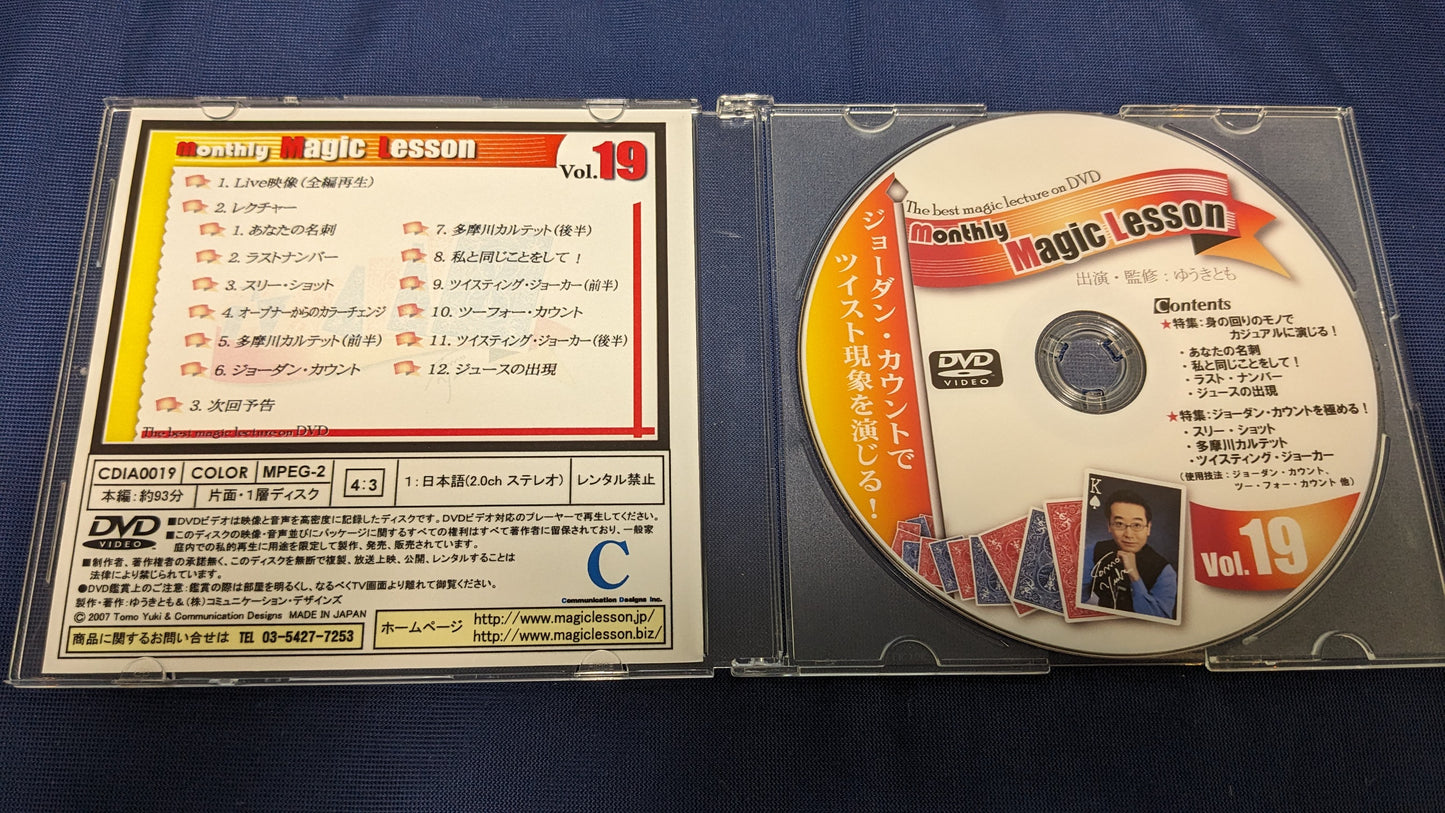 Monthly Magic Lesson
Vol.19
1. Live映像（全編再生）
2. レクチャー
1. あなたの名刺
2. ラストナンバー
3. スリー・ショット
4. オープナーからのカラーチェンジ
5. 多摩川カルテット（前半）
6. ジョーダン・カウント
7. 多摩川カルテット（後半）
8. 私と同じことをして！
9. ツイスティング・ジョーカー（前半）
10. ツーフォー・カウント
11. ツイスティング・ジョーカー（後半）
12. ジュースの出現
3. 次回予告
The best magic lecture on DVD
CDIA0019 COLOR MPEG-2 4:3 1:日本語(2.0ch ステレオ) レンタル禁止
本編:約93分 片面・1層ディスク
DVD VIDEO
■DVDビデオは映像と音声を高密度に記録したディスクです。DVDビデオ対応のプレーヤーで再生してください。
■このディスクの映像・音声並びにパッケージに関するすべての権利はすべて著作者に留保されており、一般家
庭内での私的再生に用途を限定して製作、発売、販売されています。
■制作者、著作権者の承諾無く、このディスクを無断で複製、放送上映、公開、レンタルすることは
法律により禁じられています。
●DVD鑑賞上のご注意:鑑賞の際は部屋を明るくし、なるべくTV画面より離れて御覧ください。
製作・著作:ゆうきとも&(株)コミュニケーション・デザインズ
© 2007 Tomo Yuki & Communication Designs MADE IN JAPAN
C
Communication Designs Inc.
商品に関するお問い合せは TEL 03-5427-7253
ホームページ http://www.magiclesson.jp/
http://www.magiclesson.biz/
The best magic lecture on DVD
Monthly Magic Lesson
出演・監修：ゆうきとも
ジョーダン・カウントで
ツイスト現象を演じる！
DVD VIDEO
Contents
★特集：身の回りのモノで
カジュアルに演じる！
・あなたの名刺
・私と同じことをして！
・ラスト・ナンバー
・ジュースの出現
★特集：ジョーダン・カウントを極める！
・スリー・ショット
・多摩川カルテット
・ツイスティング・ジョーカー
（使用技法：ジョーダン・カウント、
ツー・フォー・カウント 他）
K
Tomo Yuki
Vol.19